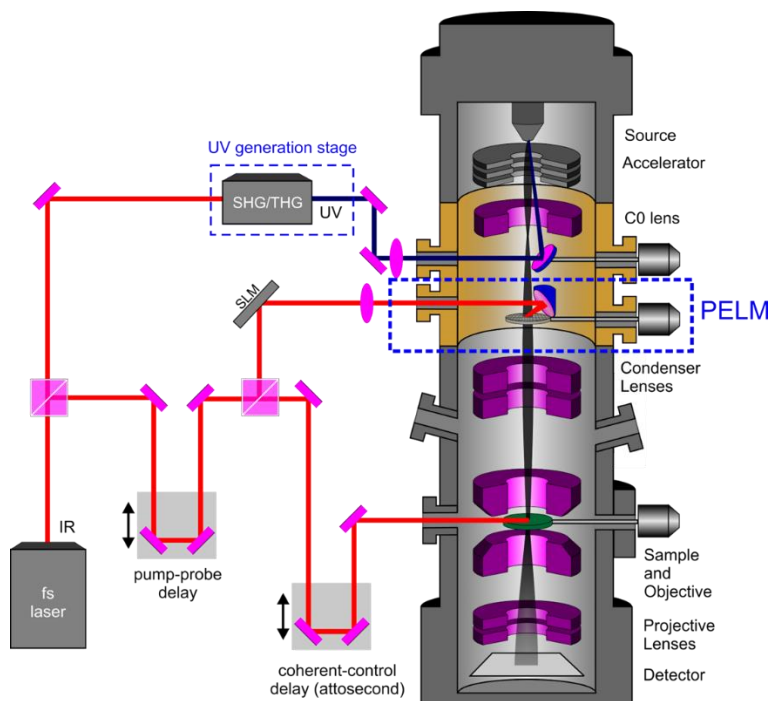 Source
Accelerator
UV generation stage
SHG/THG
UV
C0 lens
SLM
PELM
Condenser
Lenses
IR
fs
laser
pump-probe
delay
coherent-control
delay (attosecond)
Sample
and
Objective
Projective
Lenses
Detector